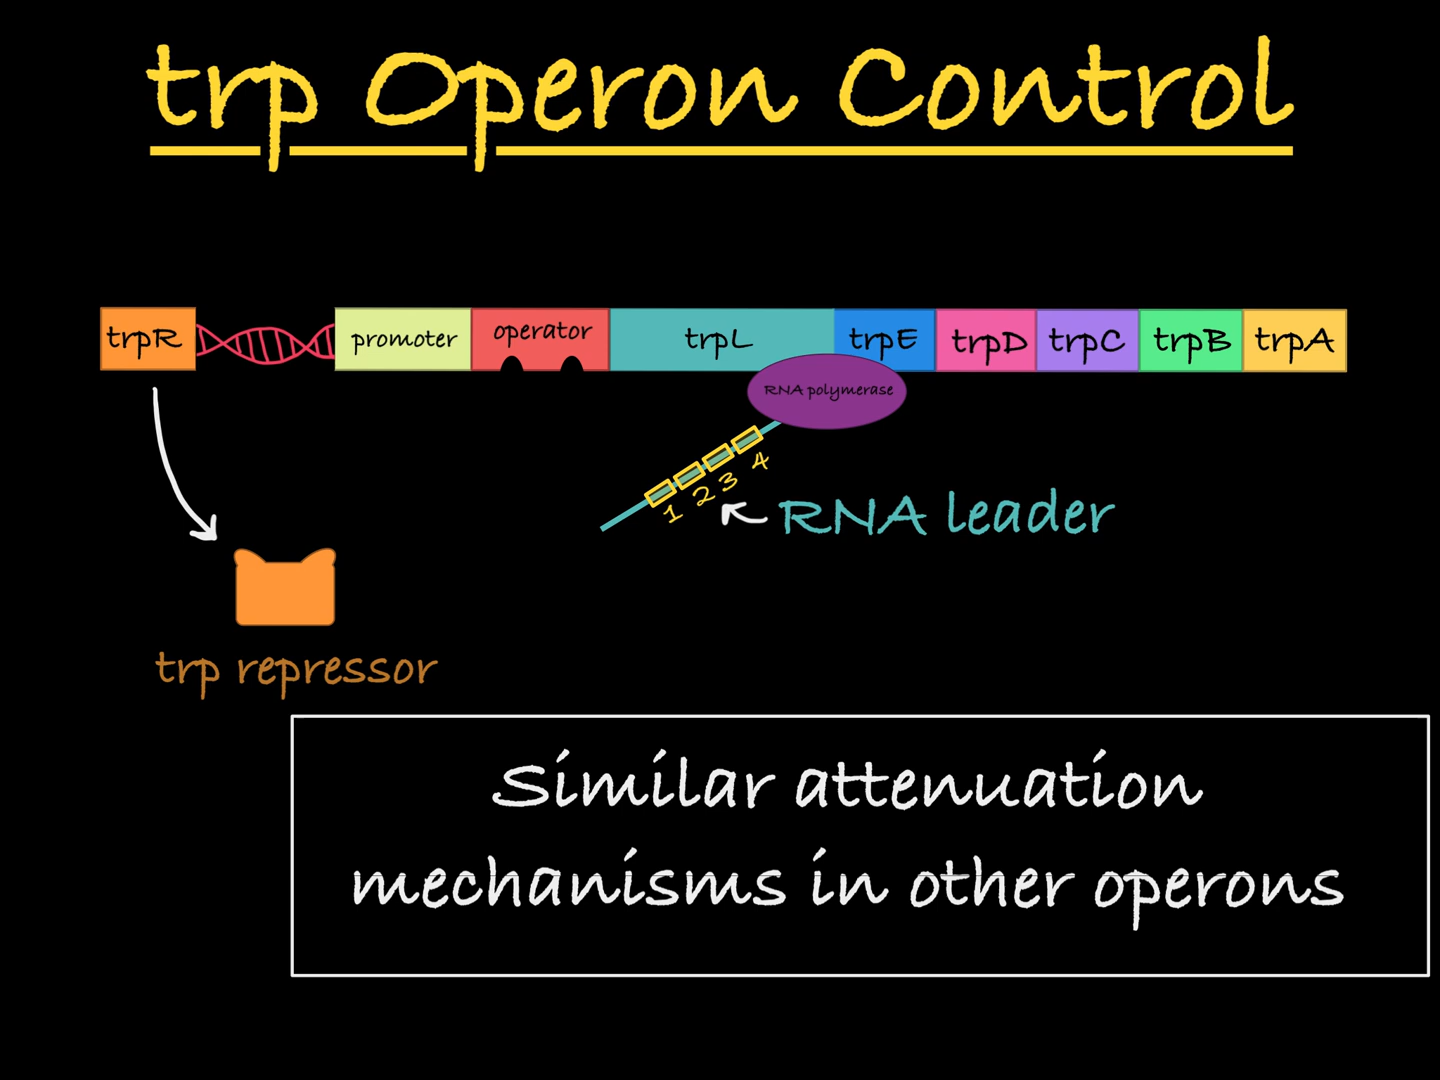 trp Operon Control
trpR promoter operator trpL trpE trpD trpC trpB trpA
RNA polymerase
1 2 3 4
RNA leader
trp repressor
Similar attenuation
mechanisms in other operons